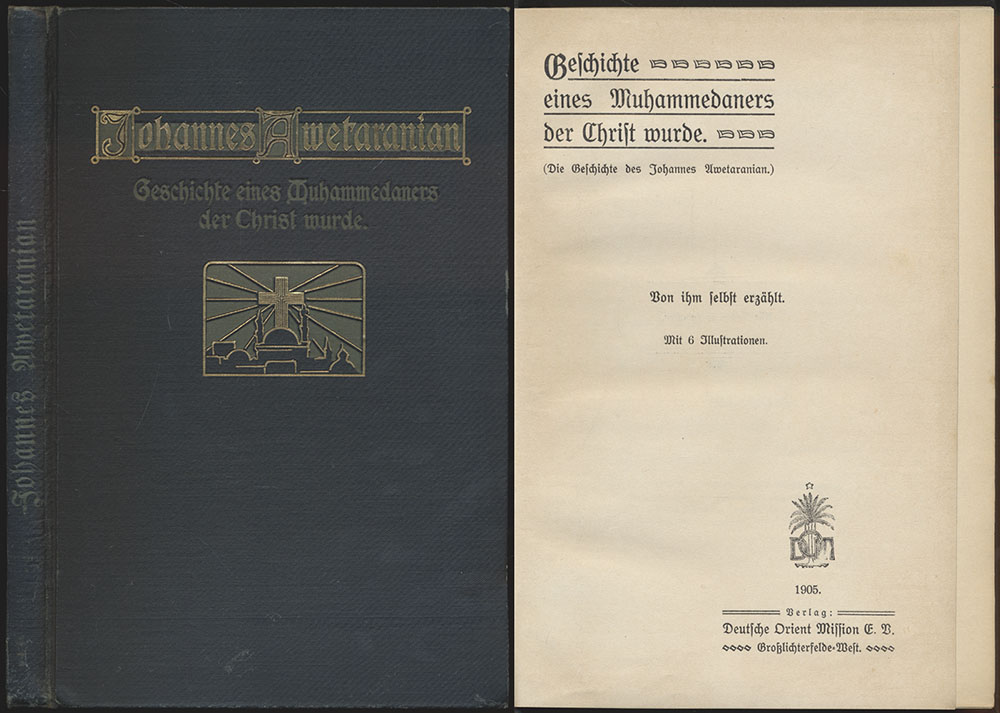 Johannes Awetaranian
Johannes Awetaranian
Geschichte eines Muhammedaners
der Christ wurde.
Geschichte
eines Muhammedaners
der Christ wurde.
(Die Geschichte des Johannes Awetaranian.)
Von ihm selbst erzählt.
Mit 6 Illustrationen.
DOM
1905.
Verlag:
Deutsche Orient Mission E. V.
Großlichterfelde-West.